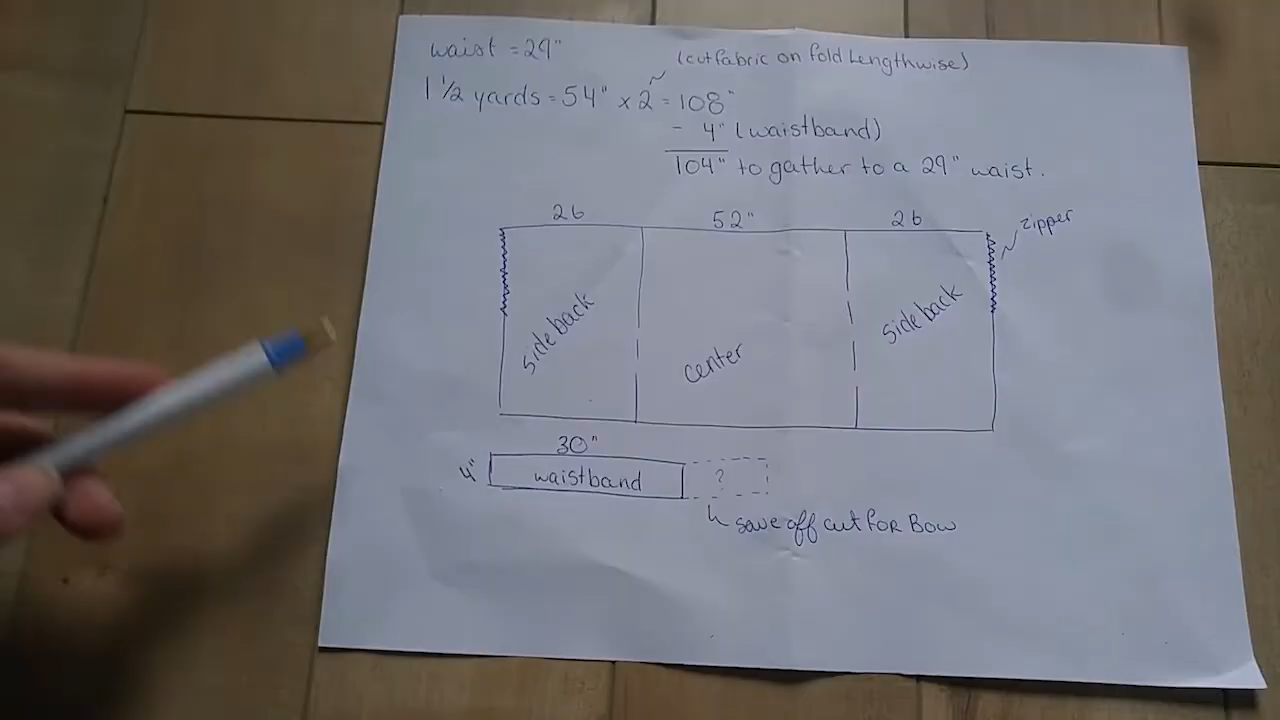 waist = 29"
(cut fabric on fold Lengthwise)
1 1/2 yards = 54" x 2 = 108"
- 4" (waistband)
104" to gather to a 29" waist.
26 52" 26
zipper
side back
center
side back
30"
4"
waistband
?
save off cut FOR BOW